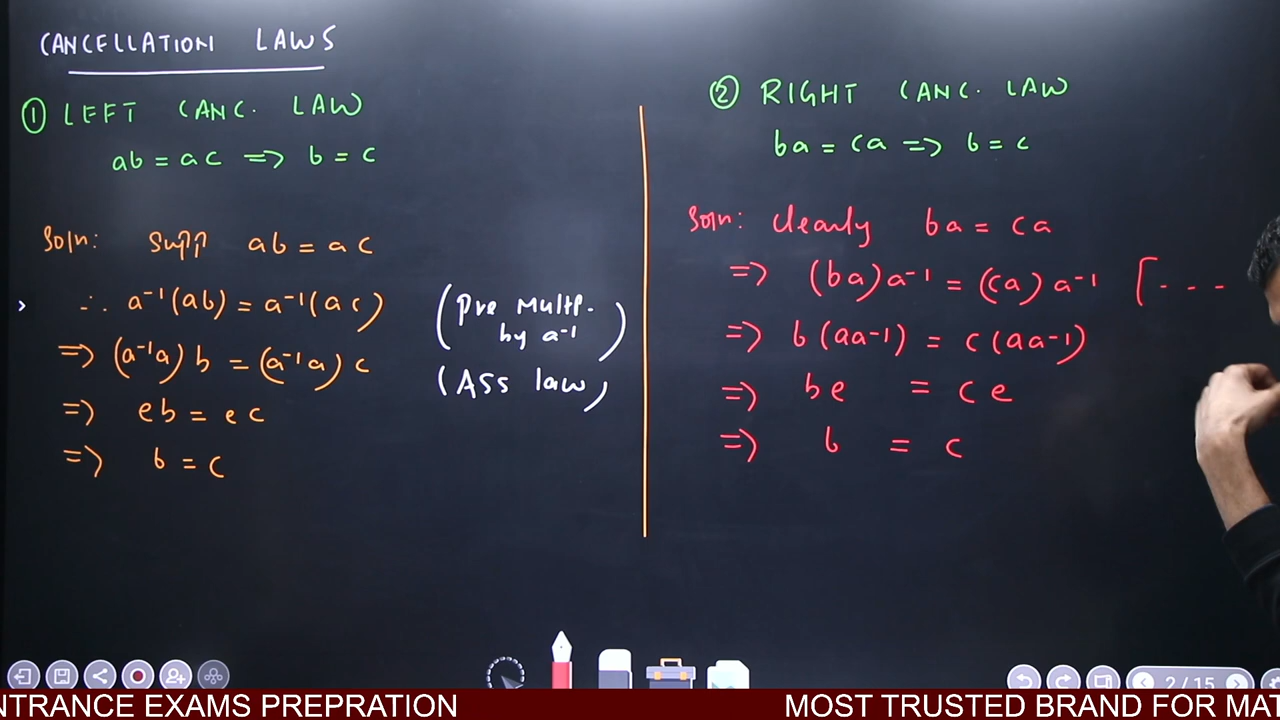 CANCELLATION LAWS
① LEFT CANC. LAW
ab = ac => b = c
Soln: Supp ab = ac
∴ a⁻¹(ab) = a⁻¹(ac) (Pre Multp. by a⁻¹)
=> (a⁻¹a) b = (a⁻¹a) c (Ass law)
=> eb = ec
=> b = c
② RIGHT CANC. LAW
ba = ca => b = c
Soln: Clearly ba = ca
=> (ba)a⁻¹ = (ca)a⁻¹ [---
=> b(aa-1) = c(aa-1)
=> be = ce
=> b = c
2/15
NTRANCE EXAMS PREPRATION MOST TRUSTED BRAND FOR MAT